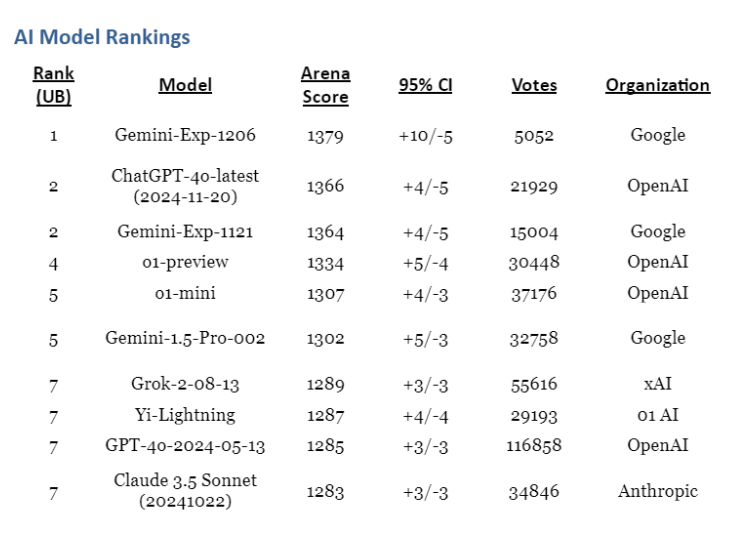 AI Model Rankings
Rank (UB) Model Arena Score 95% CI Votes Organization
1 Gemini-Exp-1206 1379 +10/-5 5052 Google
2 ChatGPT-4o-latest (2024-11-20) 1366 +4/-5 21929 OpenAI
2 Gemini-Exp-1121 1364 +4/-5 15004 Google
4 o1-preview 1334 +5/-4 30448 OpenAI
5 o1-mini 1307 +4/-3 37176 OpenAI
5 Gemini-1.5-Pro-002 1302 +5/-3 32758 Google
7 Grok-2-08-13 1289 +3/-3 55616 xAI
7 Yi-Lightning 1287 +4/-4 29193 01 AI
7 GPT-4o-2024-05-13 1285 +3/-3 116858 OpenAI
7 Claude 3.5 Sonnet (20241022) 1283 +3/-3 34846 Anthropic